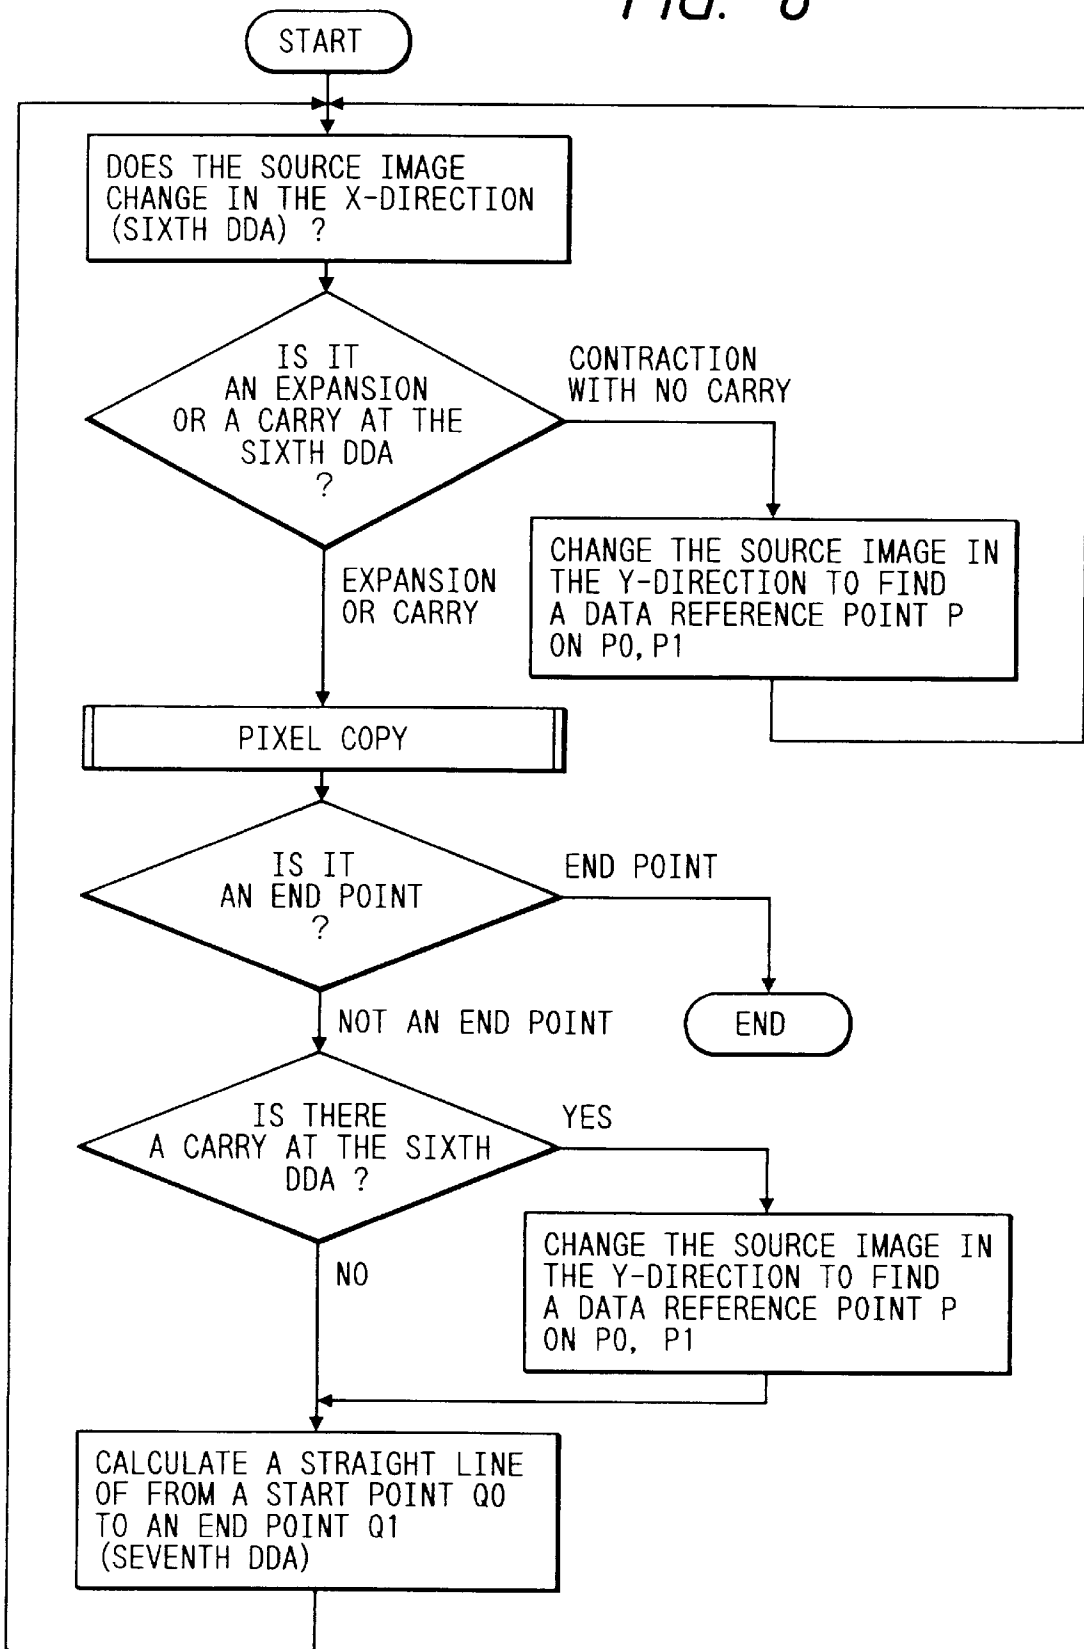 FIG.
START
DOES THE SOURCE IMAGE
CHANGE IN THE X-DIRECTION
(SIXTH DDA) ?
IS IT
AN EXPANSION
OR A CARRY AT THE
SIXTH DDA
?
CONTRACTION
WITH NO CARRY
EXPANSION
OR CARRY
CHANGE THE SOURCE IMAGE IN
THE Y-DIRECTION TO FIND
A DATA REFERENCE POINT P
ON P0, P1
PIXEL COPY
IS IT
AN END POINT
?
END POINT
END
NOT AN END POINT
IS THERE
A CARRY AT THE SIXTH
DDA ?
YES
NO
CHANGE THE SOURCE IMAGE IN
THE Y-DIRECTION TO FIND
A DATA REFERENCE POINT P
ON P0, P1
CALCULATE A STRAIGHT LINE
OF FROM A START POINT Q0
TO AN END POINT Q1
(SEVENTH DDA)